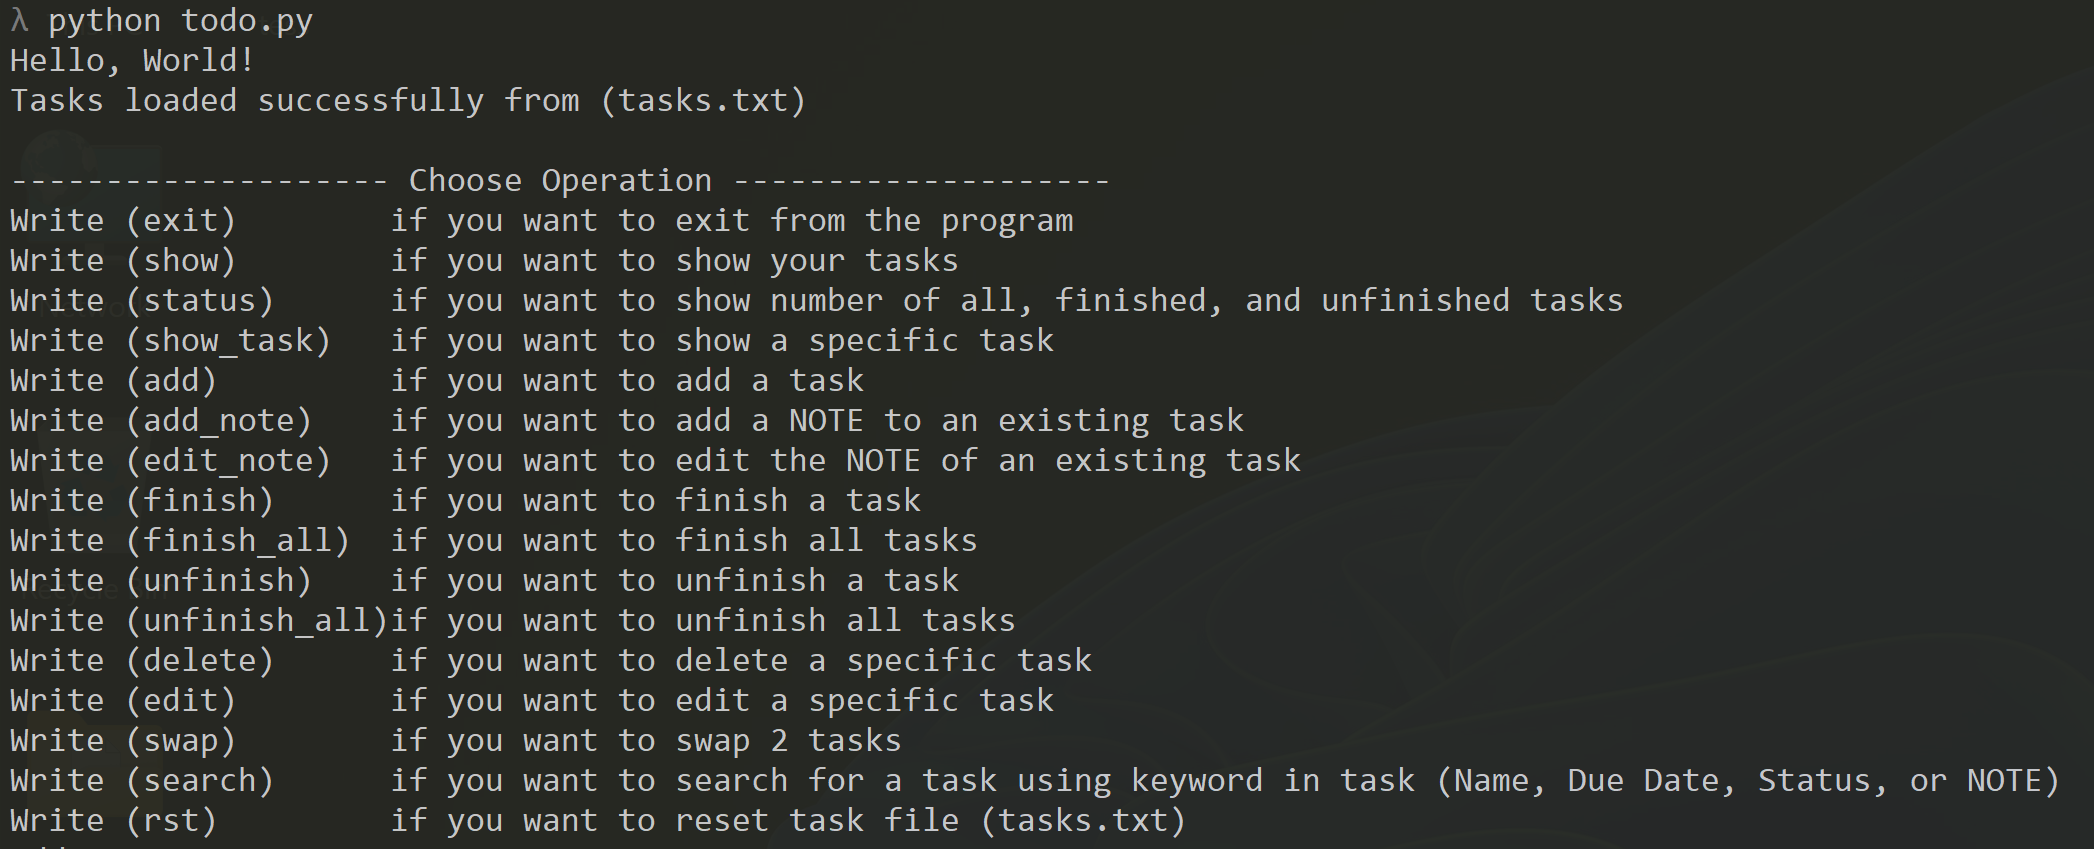 λ python todo.py
Hello, World!
Tasks loaded successfully from (tasks.txt)
-------------------- Choose Operation --------------------
Write (exit)        if you want to exit from the program
Write (show)        if you want to show your tasks
Write (status)      if you want to show number of all, finished, and unfinished tasks
Write (show_task)   if you want to show a specific task
Write (add)         if you want to add a task
Write (add_note)    if you want to add a NOTE to an existing task
Write (edit_note)   if you want to edit the NOTE of an existing task
Write (finish)      if you want to finish a task
Write (finish_all)  if you want to finish all tasks
Write (unfinish)    if you want to unfinish a task
Write (unfinish_all)if you want to unfinish all tasks
Write (delete)      if you want to delete a specific task
Write (edit)        if you want to edit a specific task
Write (swap)        if you want to swap 2 tasks
Write (search)      if you want to search for a task using keyword in task (Name, Due Date, Status, or NOTE)
Write (rst)         if you want to reset task file (tasks.txt)